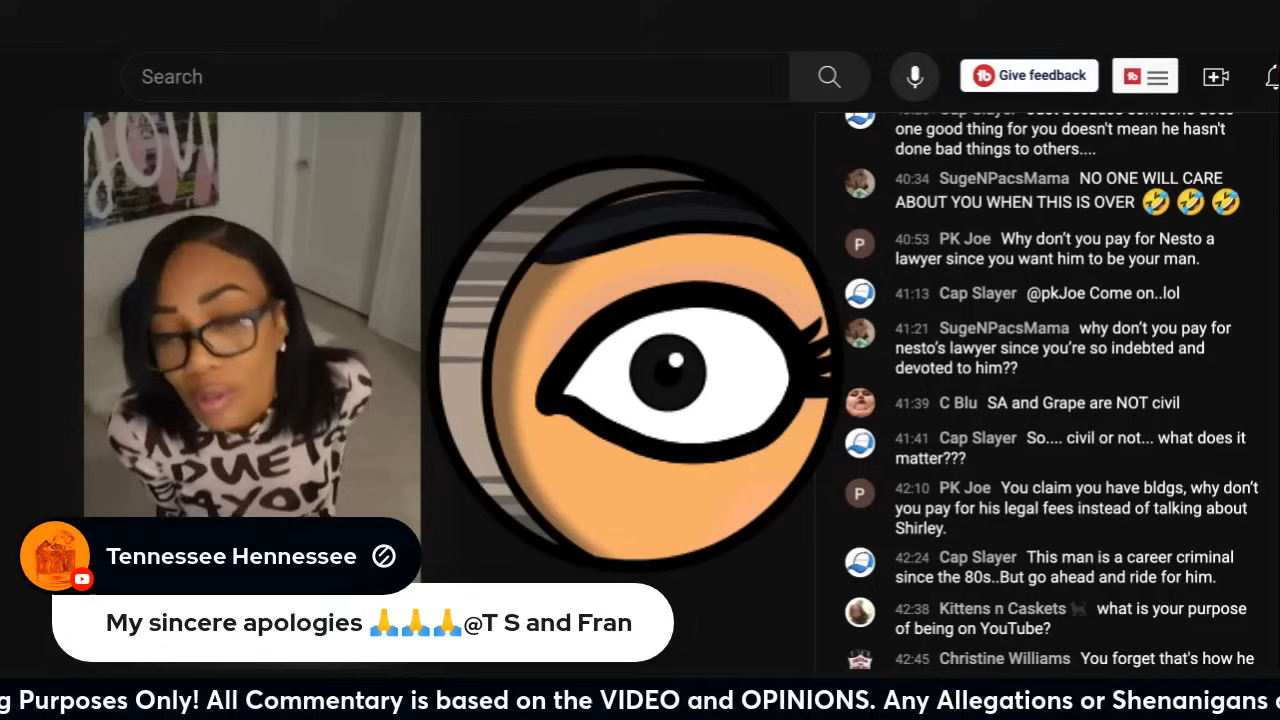 Search
Give feedback
one good thing for you doesn't mean he hasn't
done bad things to others....
40:34 SugeNPacsMama NO ONE WILL CARE
ABOUT YOU WHEN THIS IS OVER 🤣 🤣 🤣
P
40:53 PK Joe Why don't you pay for Nesto a
lawyer since you want him to be your man.
41:13 Cap Slayer @pkJoe Come on..lol
41:21 SugeNPacsMama why don't you pay for
nesto's lawyer since you're so indebted and
devoted to him??
41:39 C Blu SA and Grape are NOT civil
41:41 Cap Slayer So.... civil or not... what does it
matter???
P
42:10 PK Joe You claim you have bldgs, why don't
you pay for his legal fees instead of talking about
Shirley.
42:24 Cap Slayer This man is a career criminal
since the 80s..But go ahead and ride for him.
42:38 Kittens n Caskets what is your purpose
of being on YouTube?
42:45 Christine Williams You forget that's how he
DUET
Tennessee Hennessee
My sincere apologies 🙏🙏🙏@T S and Fran
g Purposes Only! All Commentary is based on the VIDEO and OPINIONS. Any Allegations or Shenanigans